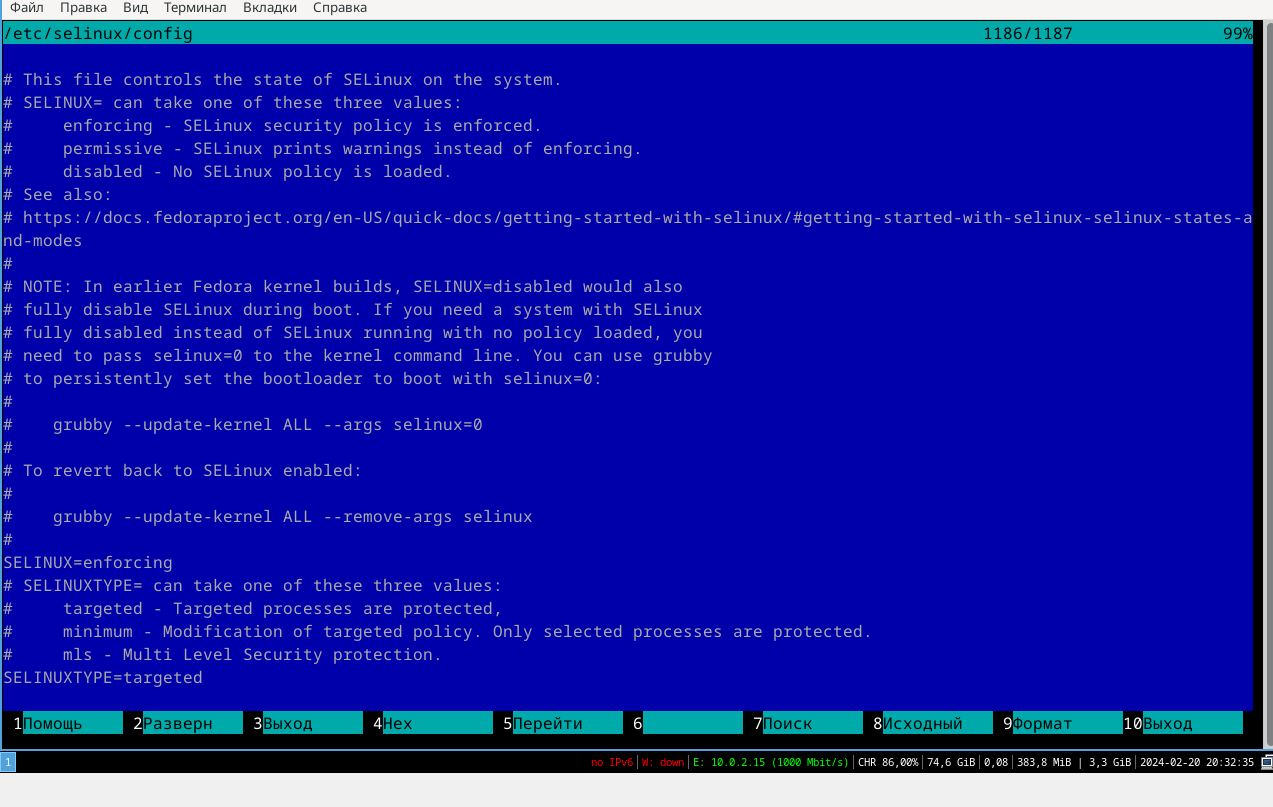 Файл Правка Вид Терминал Вкладки Справка
/etc/selinux/config 1186/1187 99%
# This file controls the state of SELinux on the system.
# SELINUX= can take one of these three values:
#     enforcing - SELinux security policy is enforced.
#     permissive - SELinux prints warnings instead of enforcing.
#     disabled - No SELinux policy is loaded.
# See also:
# https://docs.fedoraproject.org/en-US/quick-docs/getting-started-with-selinux/#getting-started-with-selinux-selinux-states-a
nd-modes
#
# NOTE: In earlier Fedora kernel builds, SELINUX=disabled would also
# fully disable SELinux during boot. If you need a system with SELinux
# fully disabled instead of SELinux running with no policy loaded, you
# need to pass selinux=0 to the kernel command line. You can use grubby
# to persistently set the bootloader to boot with selinux=0:
#
#    grubby --update-kernel ALL --args selinux=0
#
# To revert back to SELinux enabled:
#
#    grubby --update-kernel ALL --remove-args selinux
#
SELINUX=enforcing
# SELINUXTYPE= can take one of these three values:
#     targeted - Targeted processes are protected,
#     minimum - Modification of targeted policy. Only selected processes are protected.
#     mls - Multi Level Security protection.
SELINUXTYPE=targeted
1Помощь 2Разверн 3Выход 4Hex 5Перейти 6 7Поиск 8Исходный 9Формат 10Выход
1 no IPv6|W: down|E: 10.0.2.15 (1000 Mbit/s)|CHR 86,00%|74,6 GiB|0,08|383,8 MiB | 3,3 GiB|2024-02-20 20:32:35